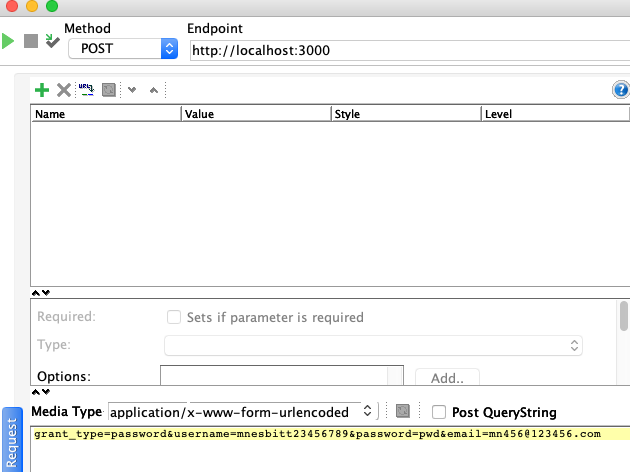 Method Endpoint
POST http://localhost:3000
URL
Name Value Style Level
Required: Sets if parameter is required
Type:
Options: Add..
Media Type application/x-www-form-urlencoded Post QueryString
Request
grant_type=password&username=mnesbitt23456789&password=pwd&email=mn456@123456.com